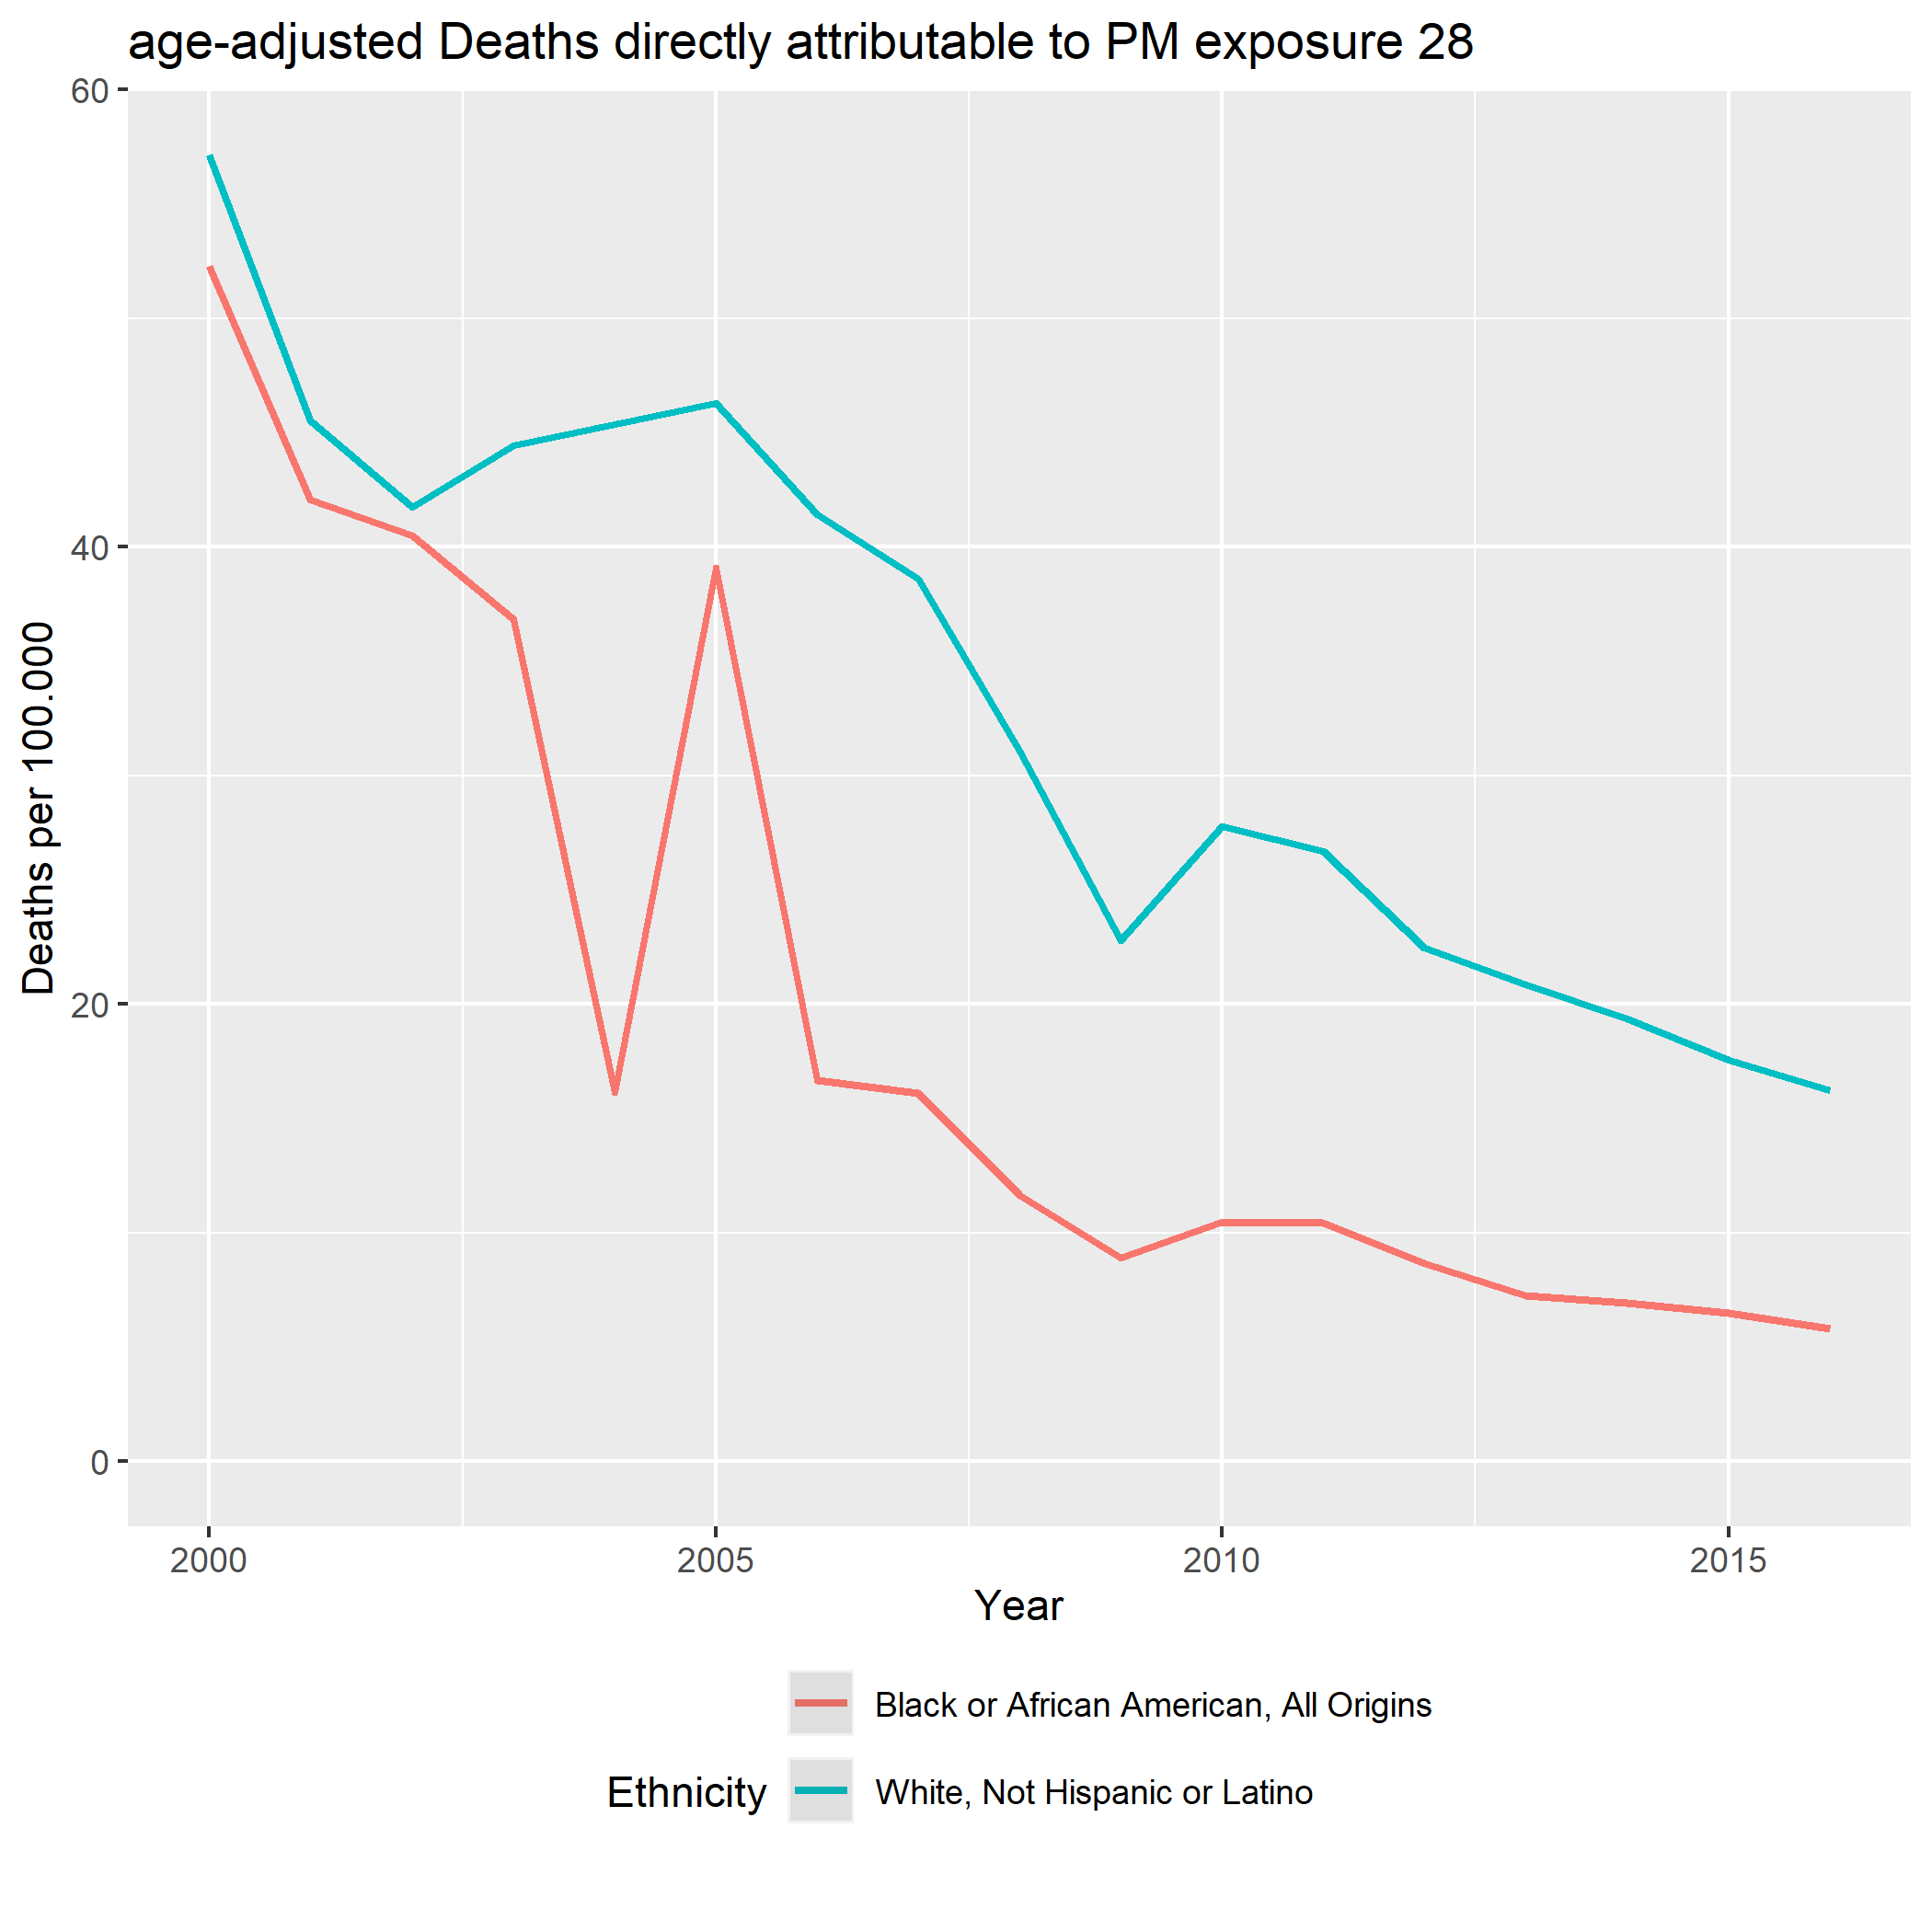 age-adjusted Deaths directly attributable to PM exposure 28
Deaths per 100.000
60
40
20
0
2000 2005 2010 2015
Year
Ethnicity
Black or African American, All Origins
White, Not Hispanic or Latino